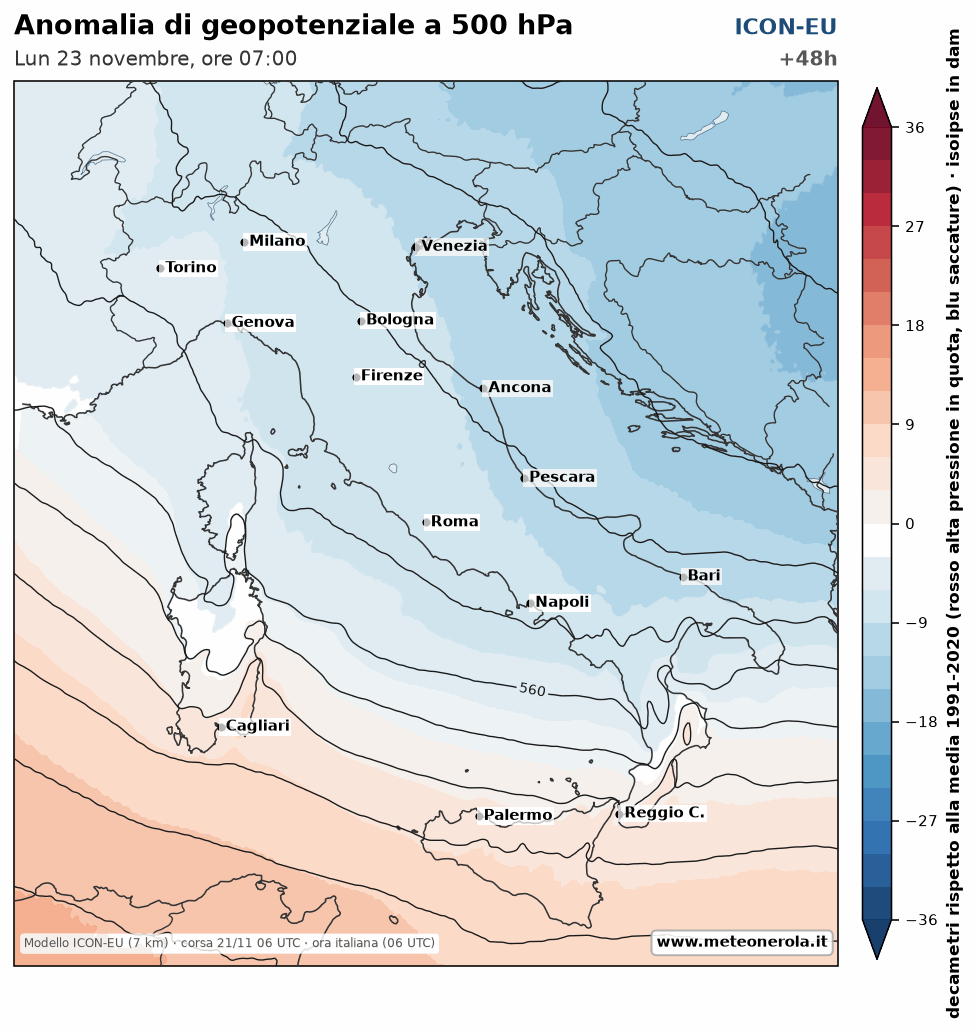 Anomalia di geopotenziale a 500 hPa
ICON-EU
Lun 23 novembre, ore 07:00
+48h
Milano
Venezia
Torino
Genova
Bologna
Firenze
Ancona
Pescara
Roma
Bari
Napoli
560
Cagliari
Palermo
Reggio C.
Modello ICON-EU (7 km) · corsa 21/11 06 UTC · ora italiana (06 UTC)
www.meteonerola.it
36
27
18
9
0
−9
−18
−27
−36
decametri rispetto alla media 1991-2020 (rosso alta pressione in quota, blu saccature) · isoipse in dam